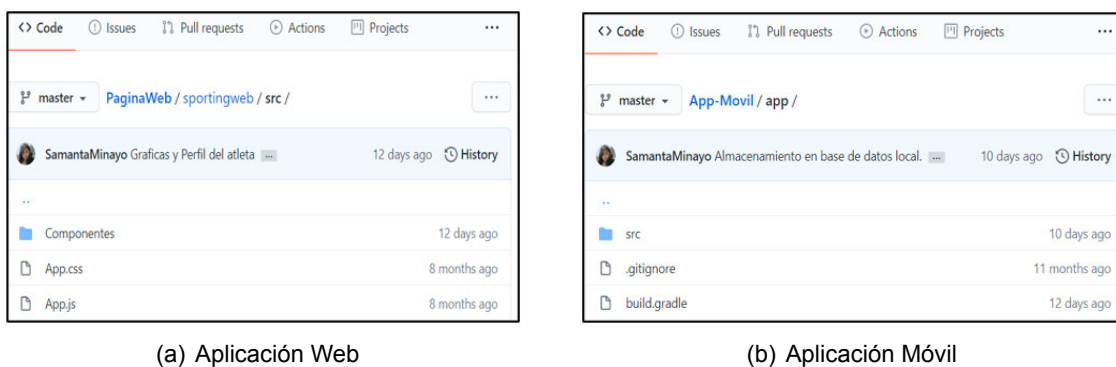 Code Issues Pull requests Actions Projects ...
master PaginaWeb / sportingweb / src / ...
SamantaMinayo Graficas y Perfil del atleta ... 12 days ago History
..
Componentes 12 days ago
App.css 8 months ago
App.js 8 months ago
(a) Aplicación Web
Code Issues Pull requests Actions Projects ...
master App-Movil / app / ...
SamantaMinayo Almacenamiento en base de datos local. ... 10 days ago History
..
src 10 days ago
.gitignore 11 months ago
build.gradle 12 days ago
(b) Aplicación Móvil